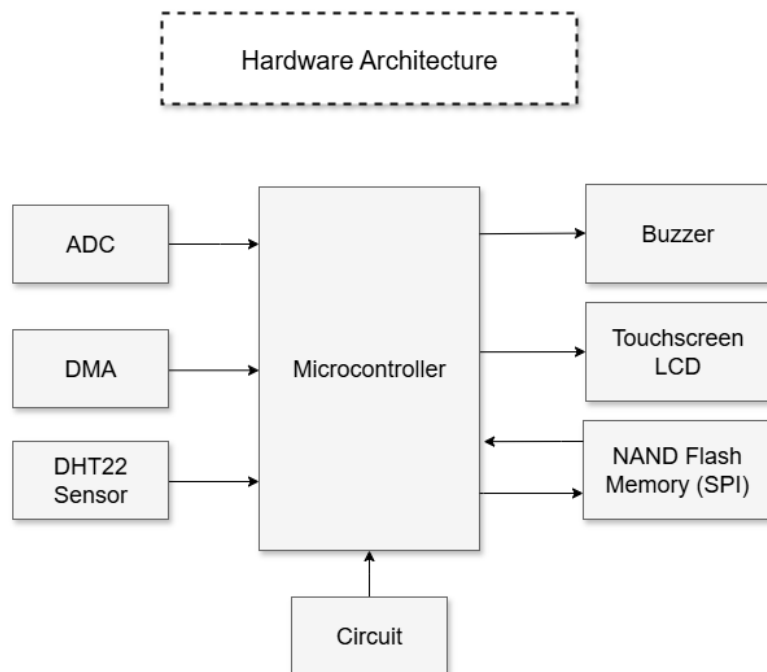 Hardware Architecture
ADC
Buzzer
DMA
Microcontroller
Touchscreen
LCD
DHT22
Sensor
NAND Flash
Memory (SPI)
Circuit